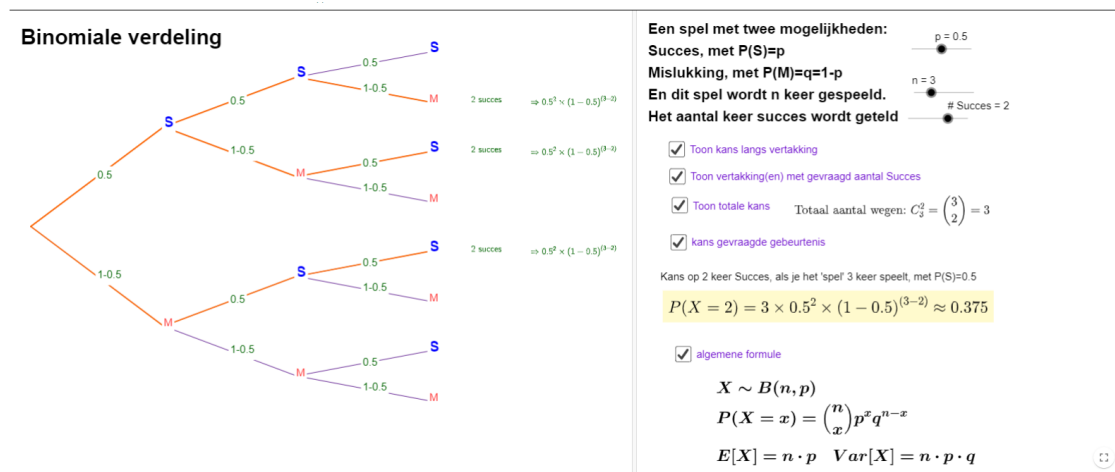 Binomiale verdeling
S
0.5
S
1-0.5
0.5
M
2 succes ⇒ 0.5² × (1 − 0.5)⁽³⁻²⁾
S
0.5
1-0.5
S
2 succes ⇒ 0.5² × (1 − 0.5)⁽³⁻²⁾
0.5
M
1-0.5
M
0.5
S
2 succes ⇒ 0.5² × (1 − 0.5)⁽³⁻²⁾
1-0.5
0.5
S
1-0.5
0.5
M
M
1-0.5
S
0.5
M
1-0.5
M
Een spel met twee mogelijkheden:
p = 0.5
Succes, met P(S)=p
Mislukking, met P(M)=q=1-p
n = 3
En dit spel wordt n keer gespeeld.
# Succes = 2
Het aantal keer succes wordt geteld
Toon kans langs vertakking
Toon vertakking(en) met gevraagd aantal Succes
Toon totale kans Totaal aantal wegen: C₃² = (3 2) = 3
kans gevraagde gebeurtenis
Kans op 2 keer Succes, als je het 'spel' 3 keer speelt, met P(S)=0.5
P(X = 2) = 3 × 0.5² × (1 − 0.5)⁽³⁻²⁾ ≈ 0.375
algemene formule
X ∼ B(n, p)
P(X = x) = (n x) pˣqⁿ⁻ˣ
E[X] = n · p Var[X] = n · p · q